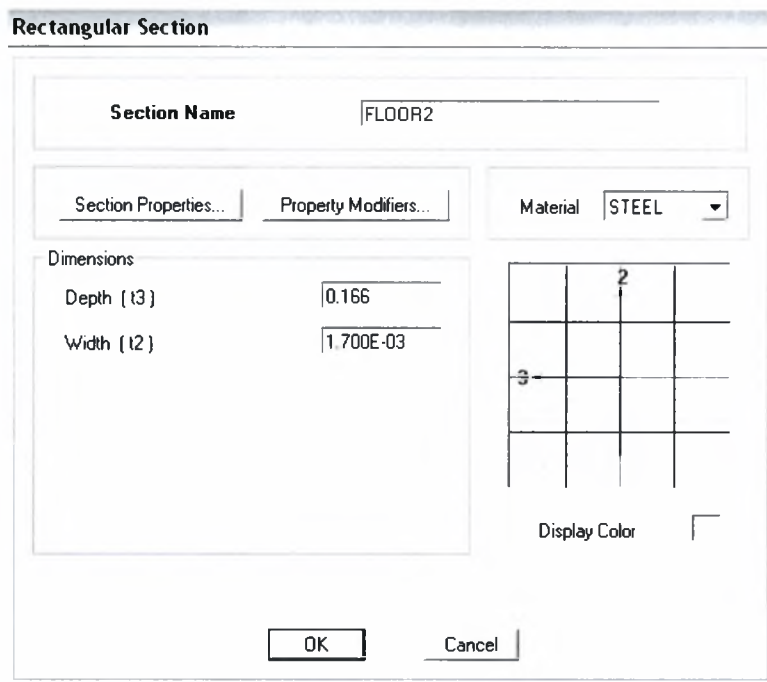 Rectangular Section
Section Name FLOOR2
Section Properties... Property Modifiers... Material STEEL
Dimensions
Depth ( t3 ) 0.166
Width ( t2 ) 1.700E-03
2
3
Display Color
OK Cancel